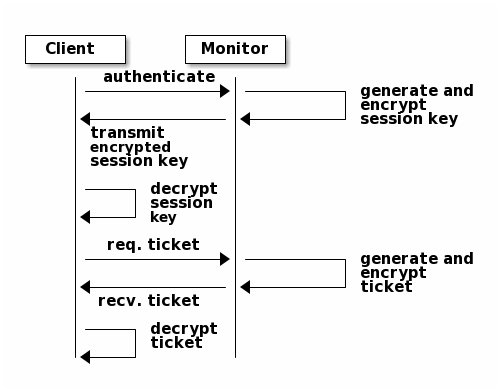 Client
Monitor
authenticate
generate and
encrypt
session key
transmit
encrypted
session key
decrypt
session
key
req. ticket
generate and
encrypt
ticket
recv. ticket
decrypt
ticket